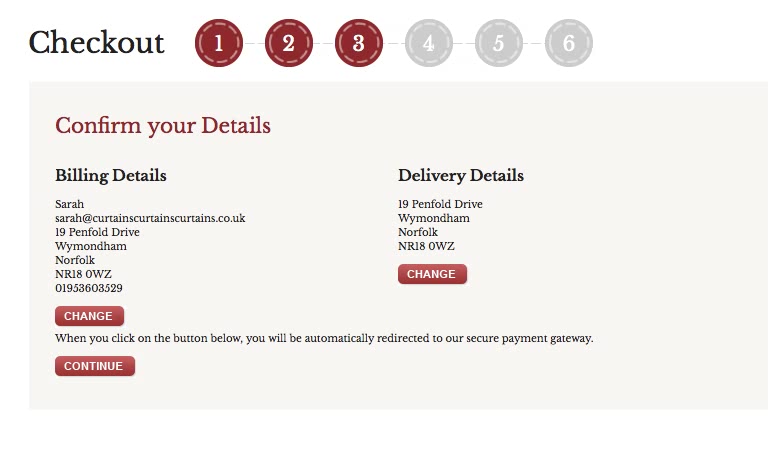 Checkout 1 2 3 4 5 6
Confirm your Details
Billing Details
Sarah
sarah@curtainscurtainscurtains.co.uk
19 Penfold Drive
Wymondham
Norfolk
NR18 0WZ
01953603529
CHANGE
Delivery Details
19 Penfold Drive
Wymondham
Norfolk
NR18 0WZ
CHANGE
When you click on the button below, you will be automatically redirected to our secure payment gateway.
CONTINUE